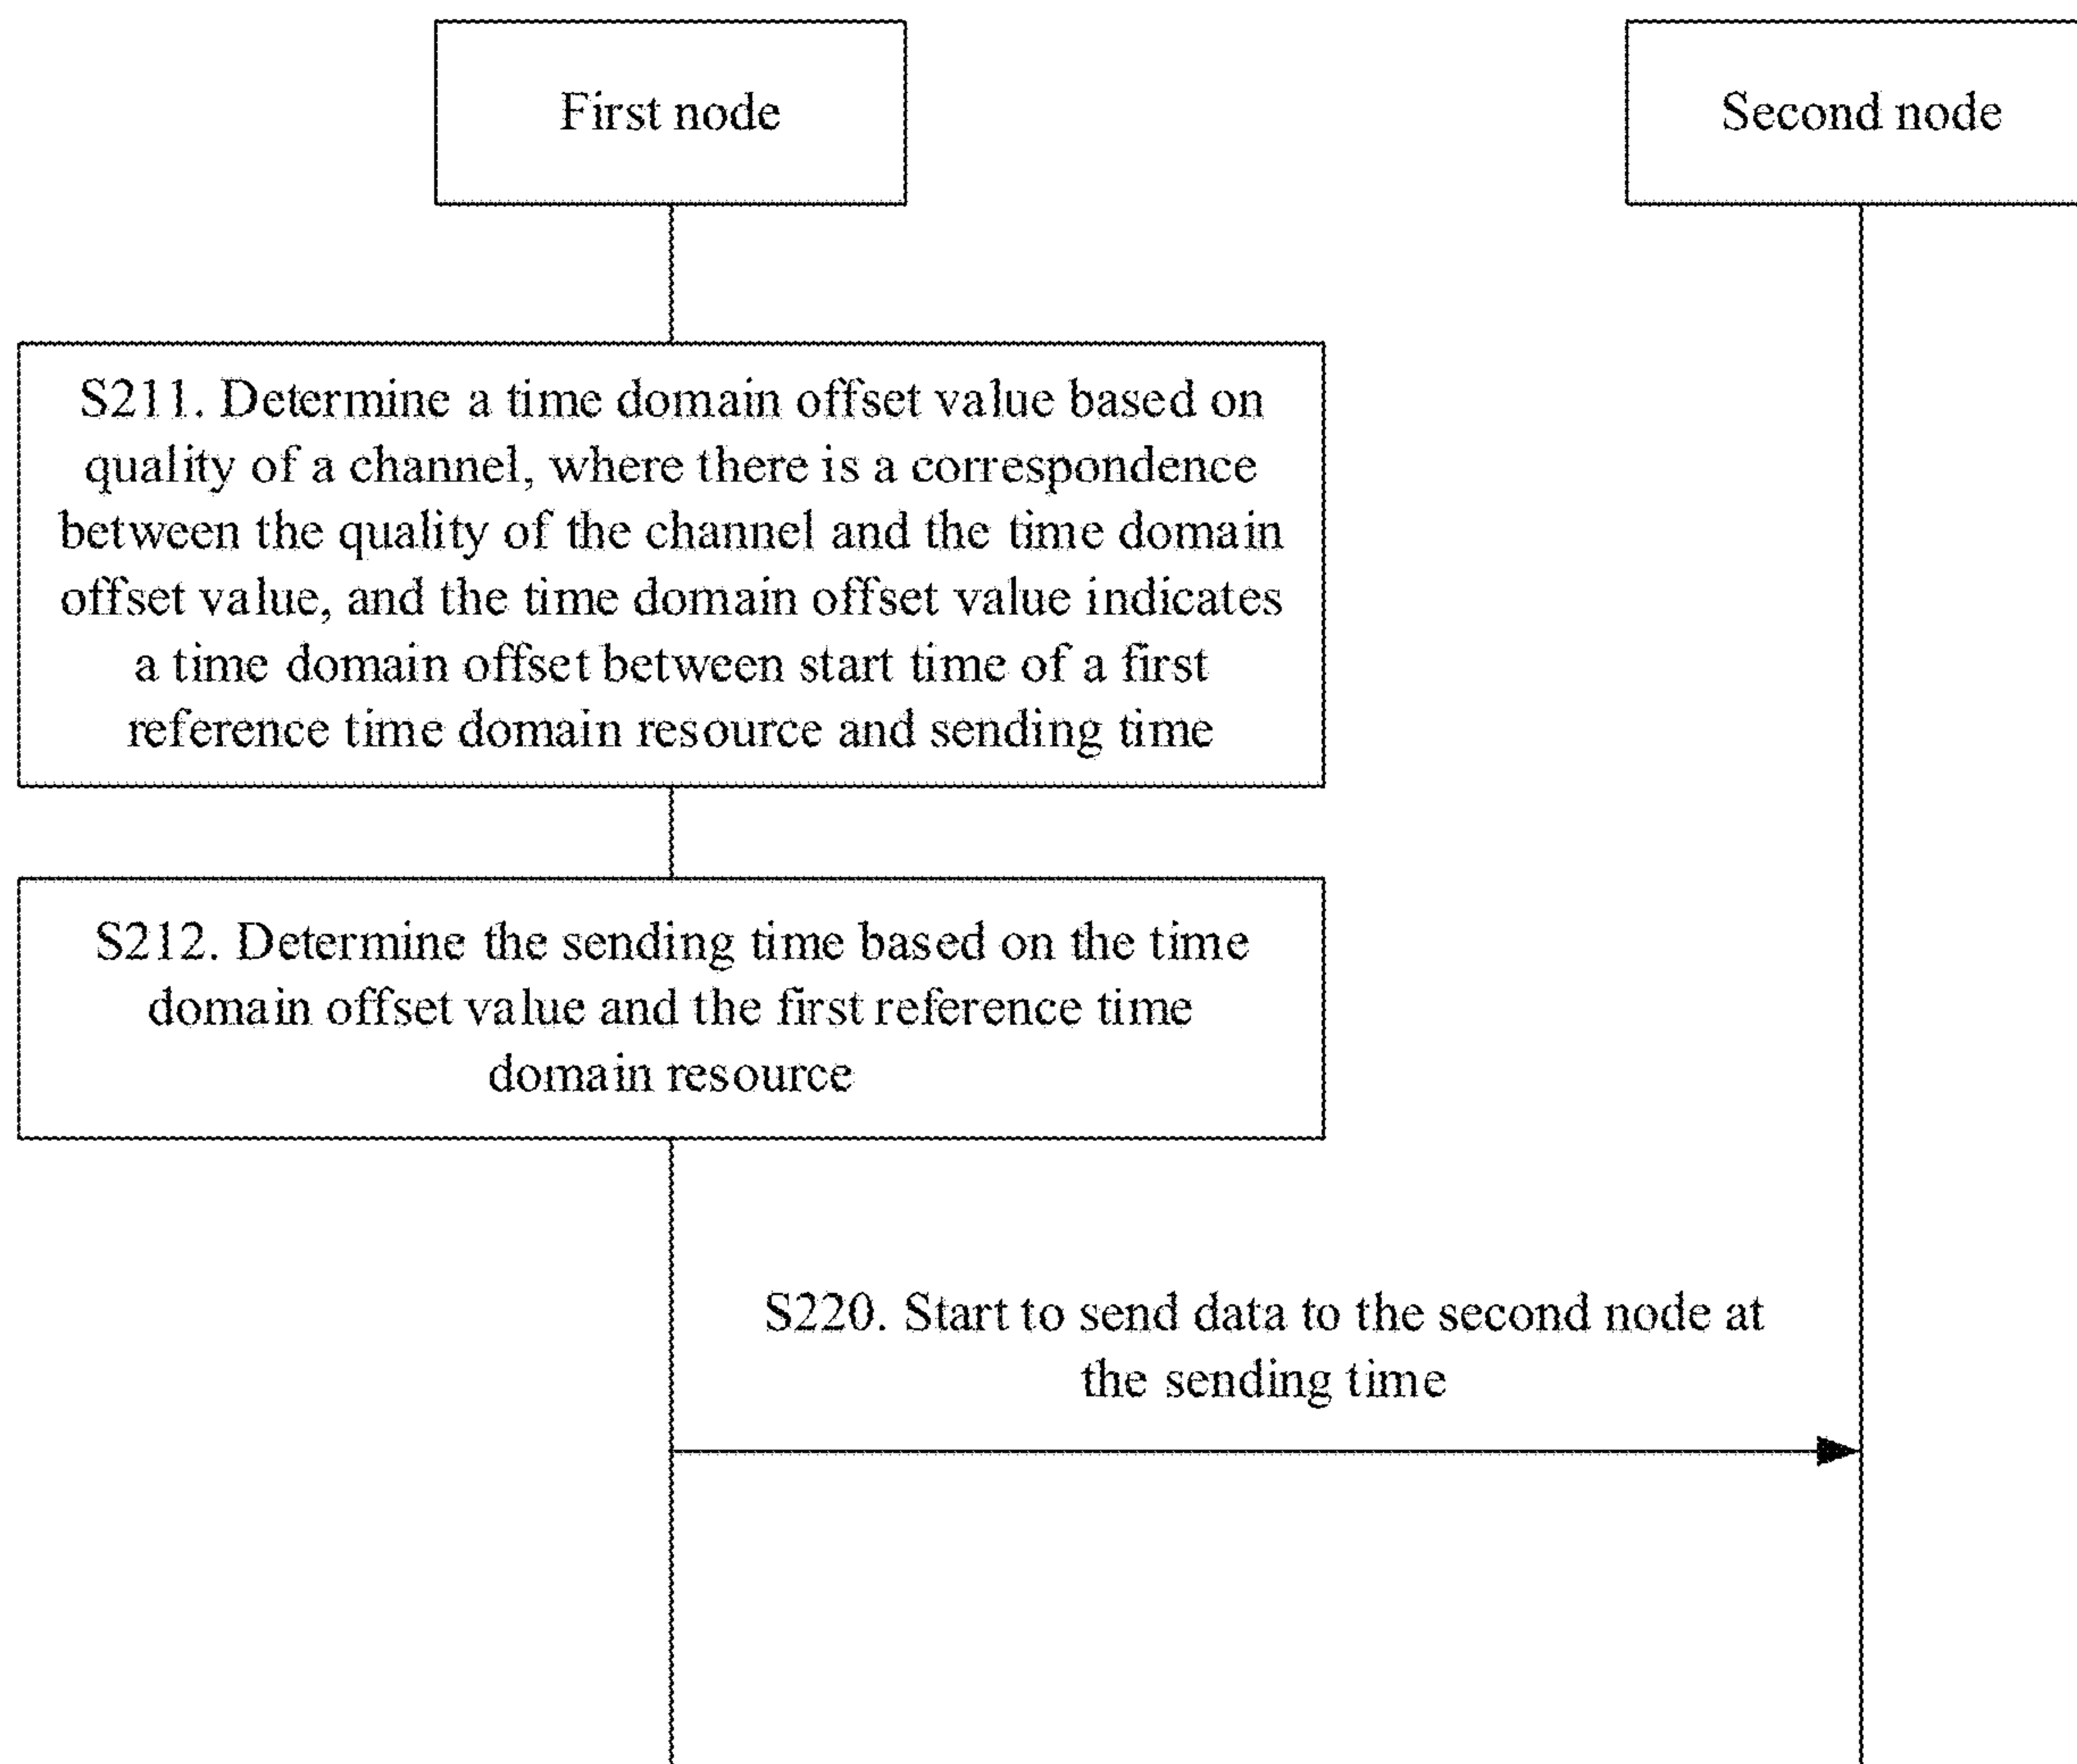 First node
Second node
S211. Determine a time domain offset value based on
quality of a channel, where there is a correspondence
between the quality of the channel and the time domain
offset value, and the time domain offset value indicates
a time domain offset between start time of a first
reference time domain resource and sending time
S212. Determine the sending time based on the time
domain offset value and the first reference time
domain resource
S220. Start to send data to the second node at
the sending time